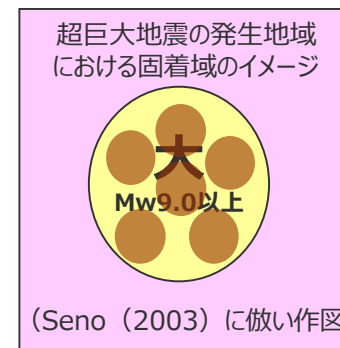 超巨大地震の発生地域
における固着域のイメージ
大
Mw9.0以上
（Seno（2003）に倣い作図